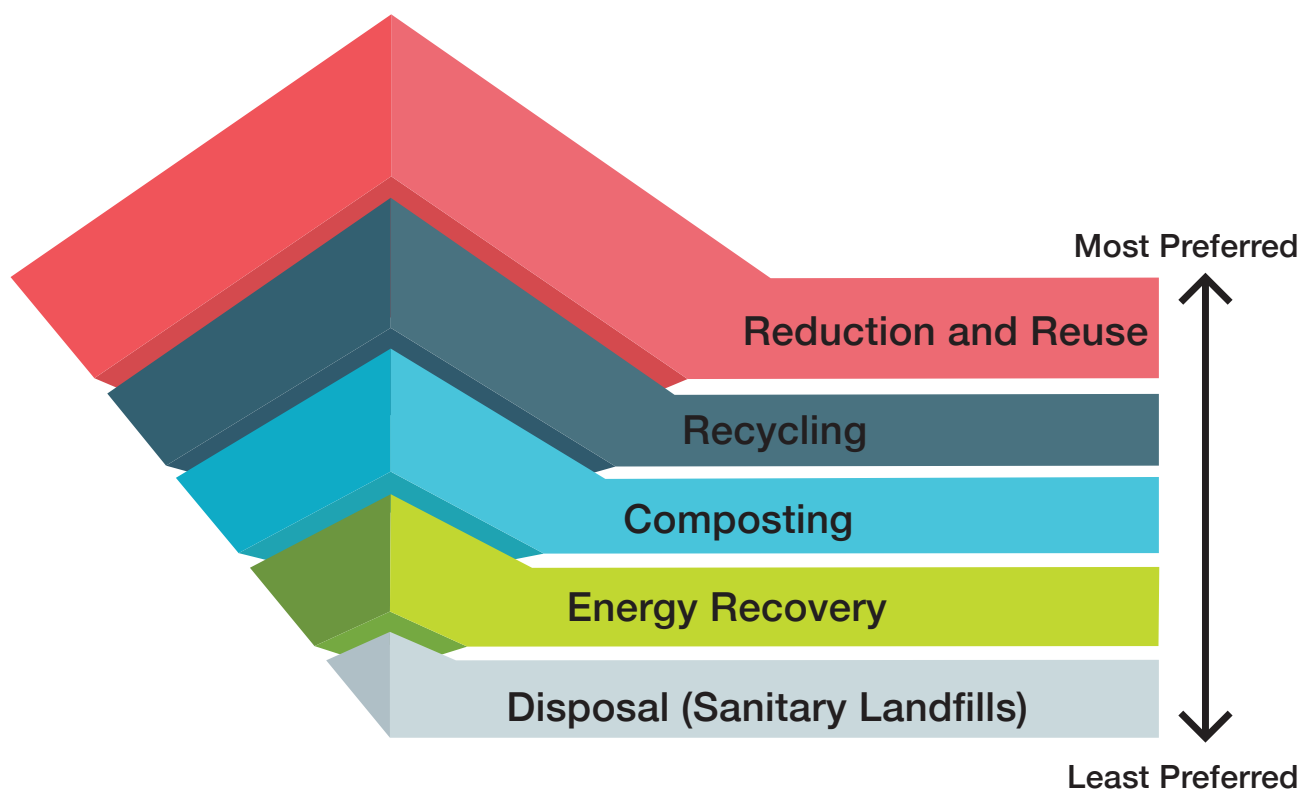 Most Preferred
Reduction and Reuse
Recycling
Composting
Energy Recovery
Disposal (Sanitary Landfills)
Least Preferred